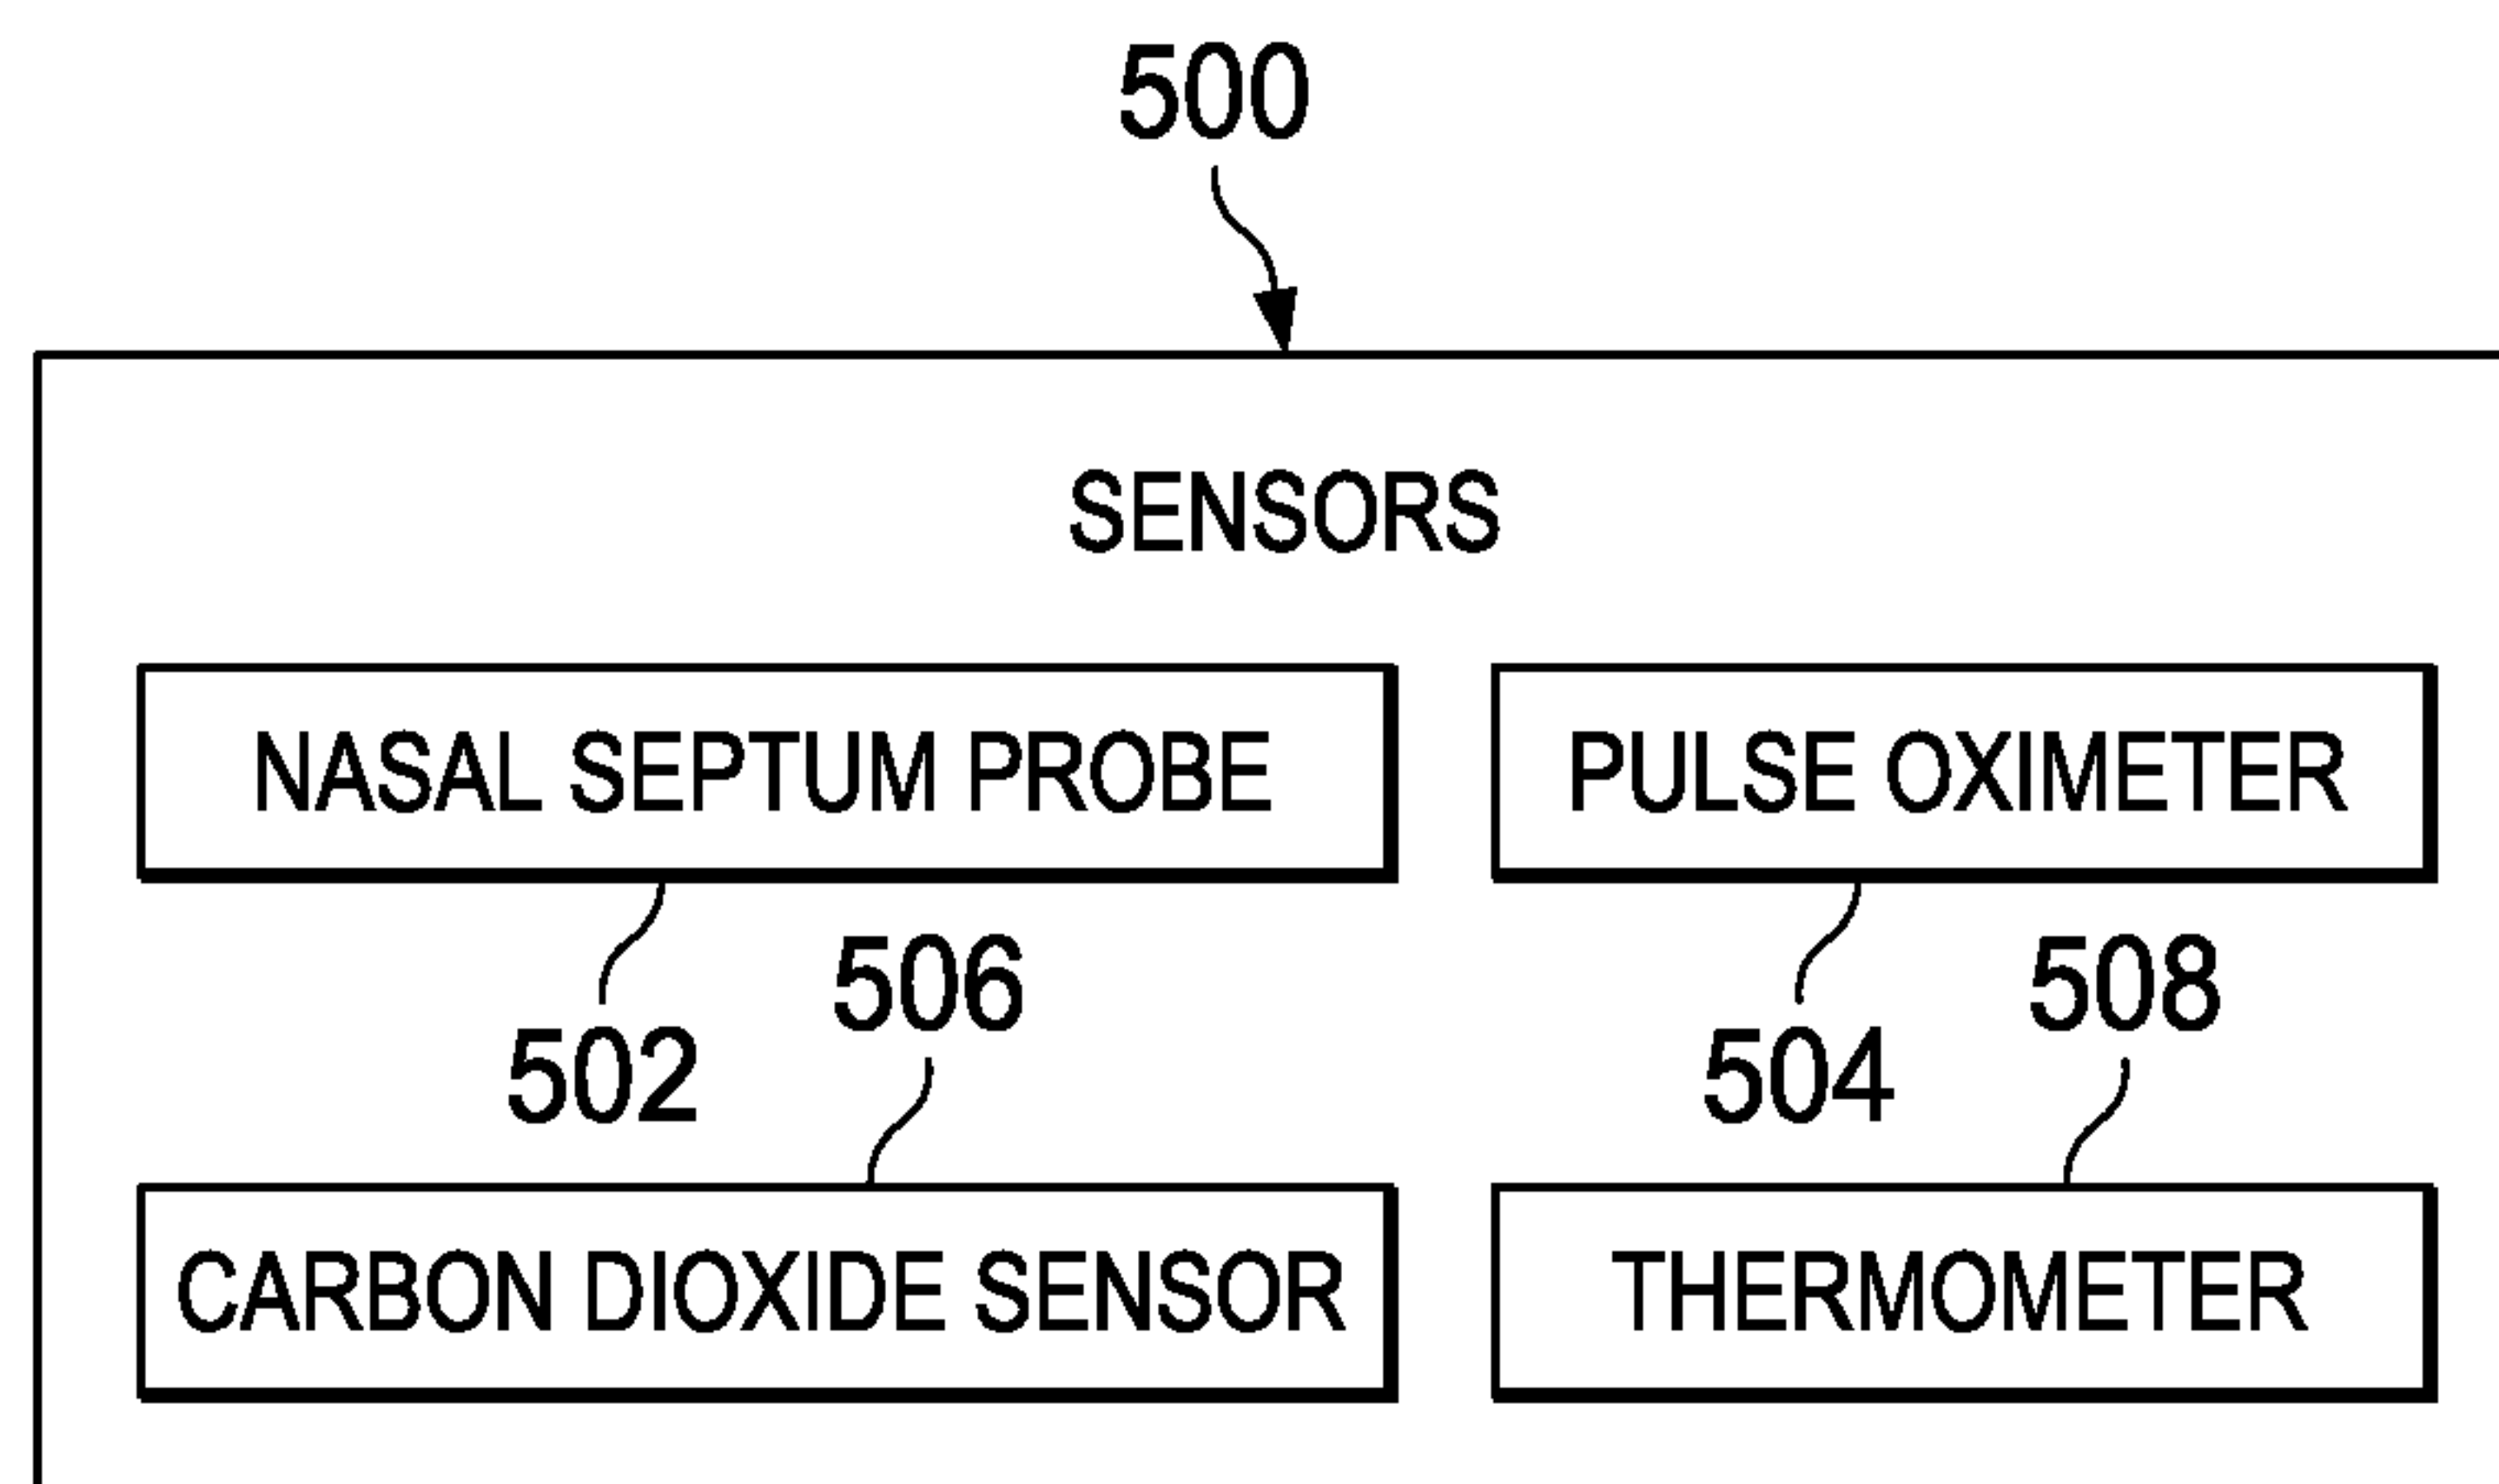 500
SENSORS
NASAL SEPTUM PROBE
PULSE OXIMETER
502
506
504
508
CARBON DIOXIDE SENSOR
THERMOMETER